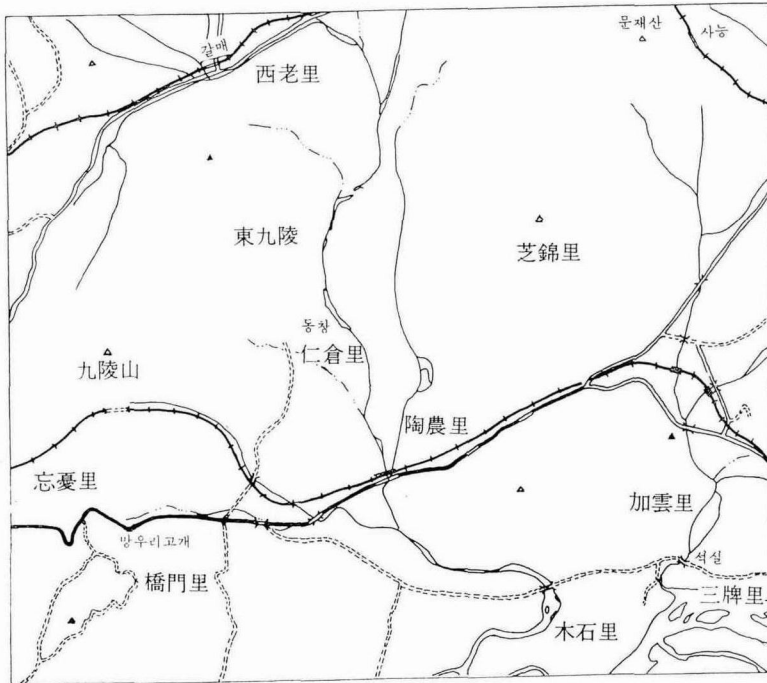 문재산
사능
갈매
西老里
東九陵
芝錦里
동창
仁倉里
九陵山
陶農里
忘憂里
加雲里
망우리고개
석실
橋門里
三牌里
木石里